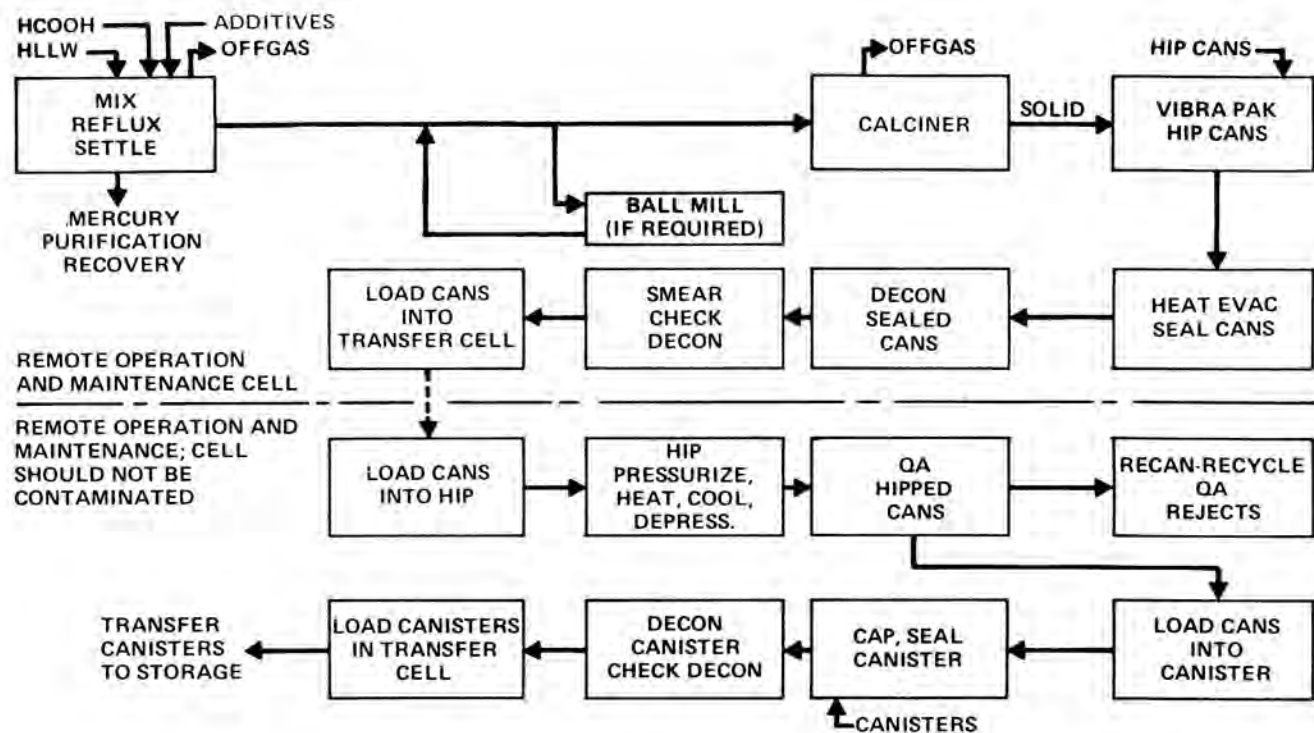 HCOOH
ADDITIVES
HLLW
OFFGAS
MIX
REFLUX
SETTLE
MERCURY
PURIFICATION
RECOVERY
OFFGAS
CALCINER
SOLID
HIP CANS
VIBRA PAK
HIP CANS
BALL MILL
(IF REQUIRED)
LOAD CANS
INTO
TRANSFER CELL
SMEAR
CHECK
DECON
DECON
SEALED
CANS
HEAT EVAC
SEAL CANS
REMOTE OPERATION
AND MAINTENANCE CELL
REMOTE OPERATION AND
MAINTENANCE; CELL
SHOULD NOT BE
CONTAMINATED
LOAD CANS
INTO HIP
HIP
PRESSURIZE,
HEAT, COOL,
DEPRESS.
QA
HIPPED
CANS
RECAN-RECYCLE
QA
REJECTS
TRANSFER
CANISTERS
TO STORAGE
LOAD CANISTERS
IN TRANSFER
CELL
DECON
CANISTER
CHECK DECON
CAP, SEAL
CANISTER
LOAD CANS
INTO
CANISTER
CANISTERS